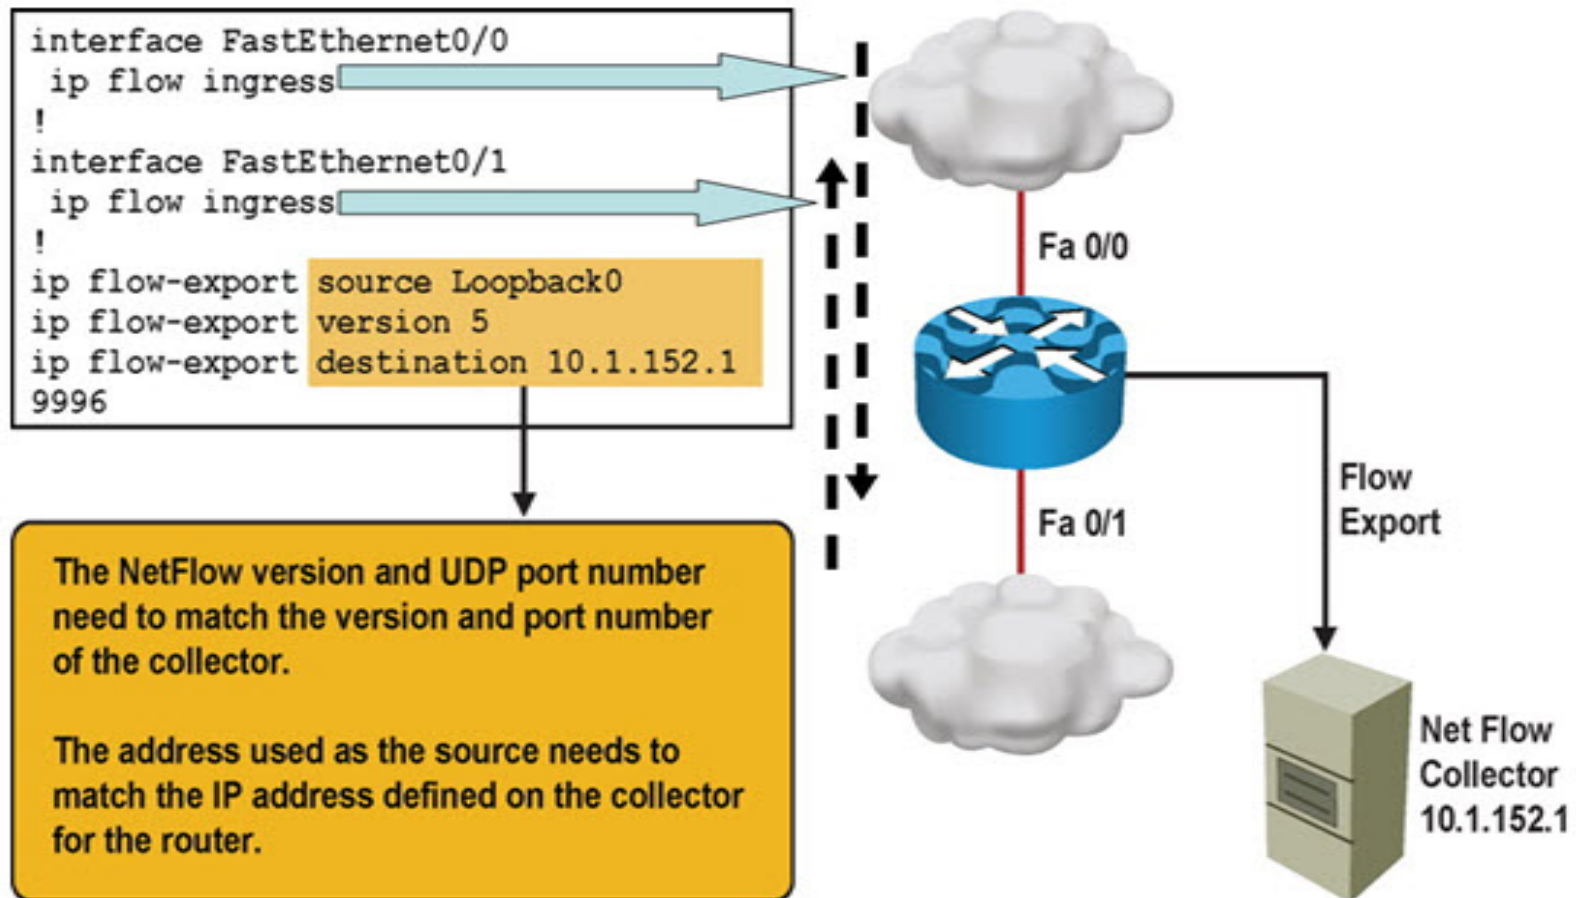 interface FastEthernet0/0
ip flow ingress
!
interface FastEthernet0/1
ip flow ingress
!
ip flow-export source Loopback0
ip flow-export version 5
ip flow-export destination 10.1.152.1
9996
The NetFlow version and UDP port number
need to match the version and port number
of the collector.
The address used as the source needs to
match the IP address defined on the collector
for the router.
Fa 0/0
Fa 0/1
Flow
Export
Net Flow
Collector
10.1.152.1